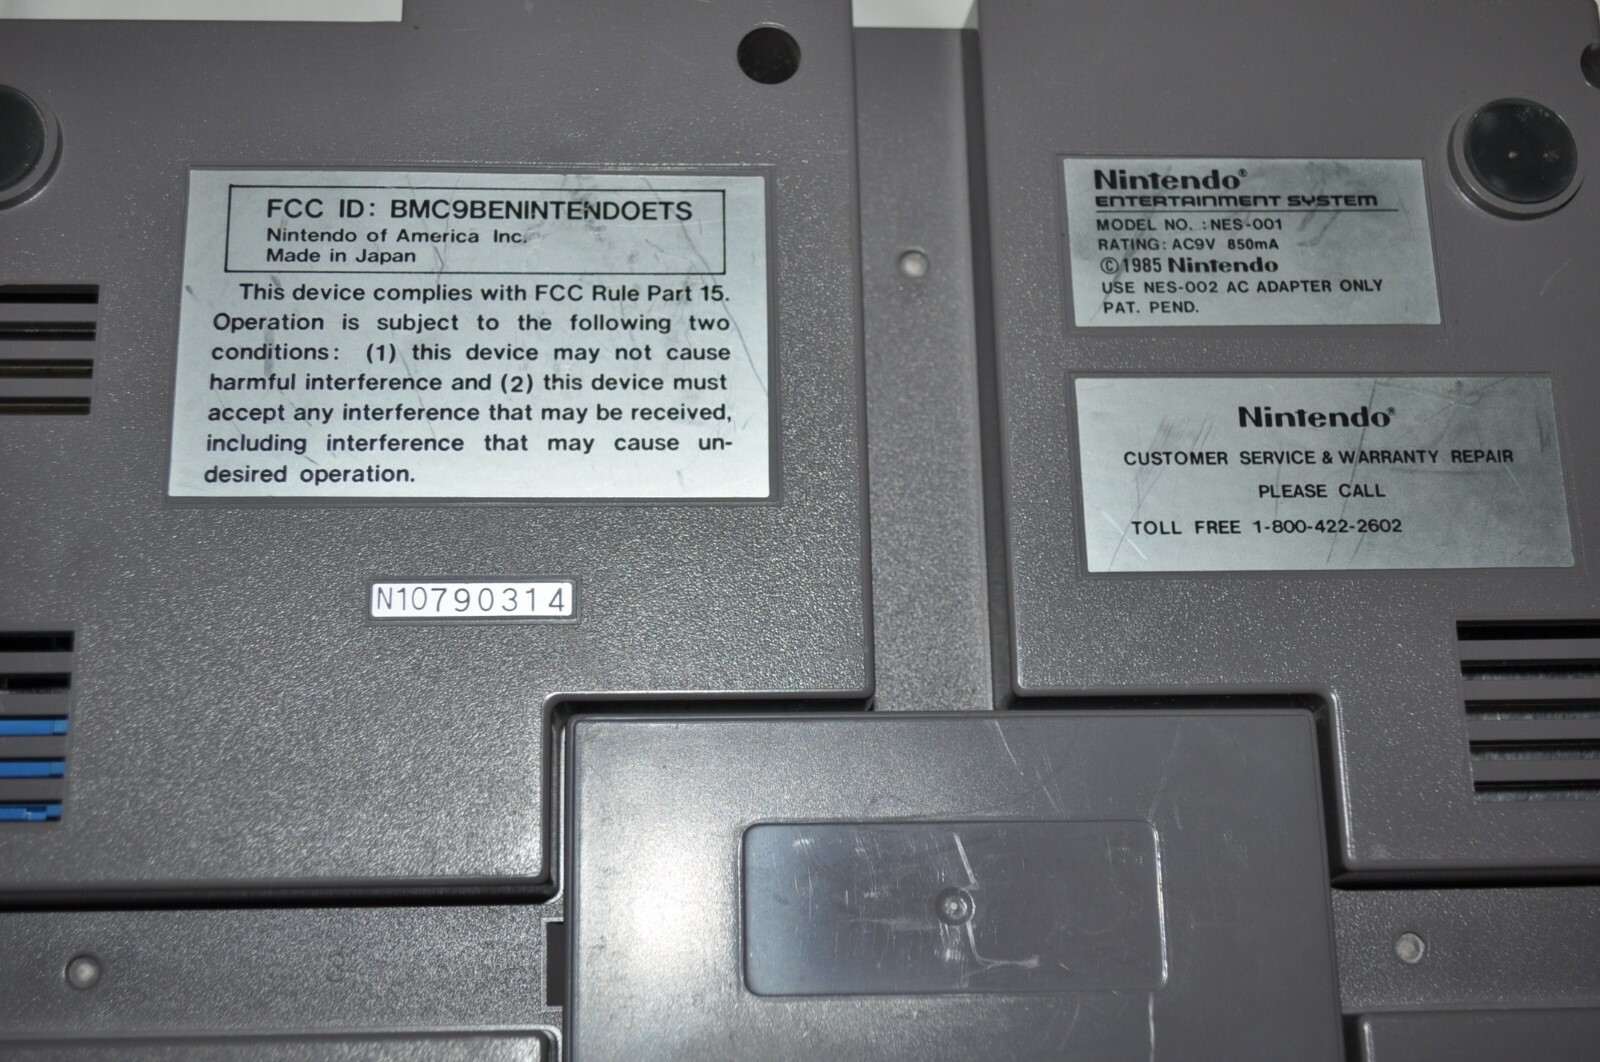 FCC ID: BMC9BENINTENDOETS
Nintendo of America Inc.
Made in Japan
This device complies with FCC Rule Part 15.
Operation is subject to the following two
conditions: (1) this device may not cause
harmful interference and (2) this device must
accept any interference that may be received,
including interference that may cause un-
desired operation.
N10790314
Nintendo®
ENTERTAINMENT SYSTEM
MODEL NO. : NES-001
RATING: AC9V 850mA
©1985 Nintendo
USE NES-002 AC ADAPTER ONLY
PAT. PEND.
Nintendo®
CUSTOMER SERVICE & WARRANTY REPAIR
PLEASE CALL
TOLL FREE 1-800-422-2602